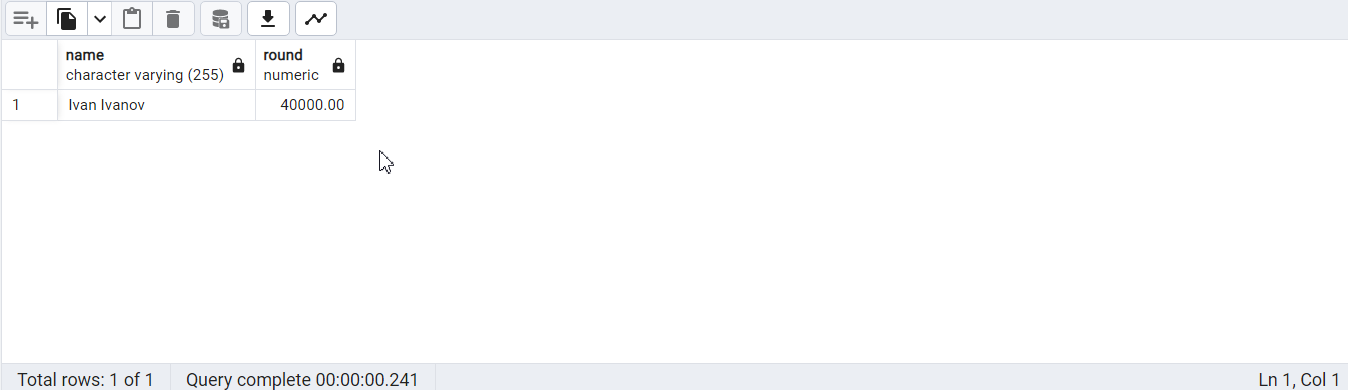 name
character varying (255)
round
numeric
1
Ivan Ivanov
40000.00
Total rows: 1 of 1
Query complete 00:00:00.241
Ln 1, Col 1